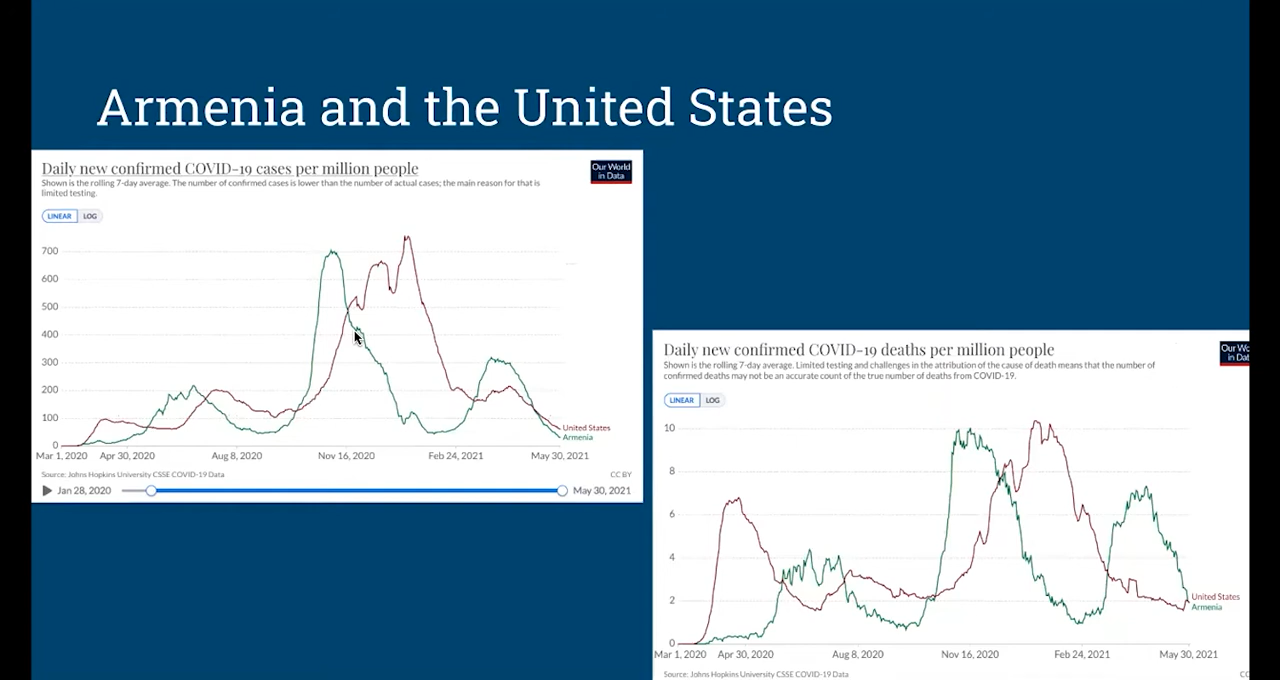 Armenia and the United States
Daily new confirmed COVID-19 cases per million people
Shown is the rolling 7-day average. The number of confirmed cases is lower than the number of actual cases; the main reason for that is
limited testing.
Our World
in Data
LINEAR LOG
700
600
500
400
300
200
100
0
United States
Armenia
Mar 1, 2020 Apr 30, 2020 Aug 8, 2020 Nov 16, 2020 Feb 24, 2021 May 30, 2021
Source: Johns Hopkins University CSSE COVID-19 Data CC BY
Jan 28, 2020 May 30, 2021
Daily new confirmed COVID-19 deaths per million people
Shown is the rolling 7-day average. Limited testing and challenges in the attribution of the cause of death means that the number of
confirmed deaths may not be an accurate count of the true number of deaths from COVID-19.
Our Wo
in Dat
LINEAR LOG
10
8
6
4
2
0
United States
Armenia
Mar 1, 2020 Apr 30, 2020 Aug 8, 2020 Nov 16, 2020 Feb 24, 2021 May 30, 2021
Source: Johns Hopkins University CSSE COVID-19 Data CC